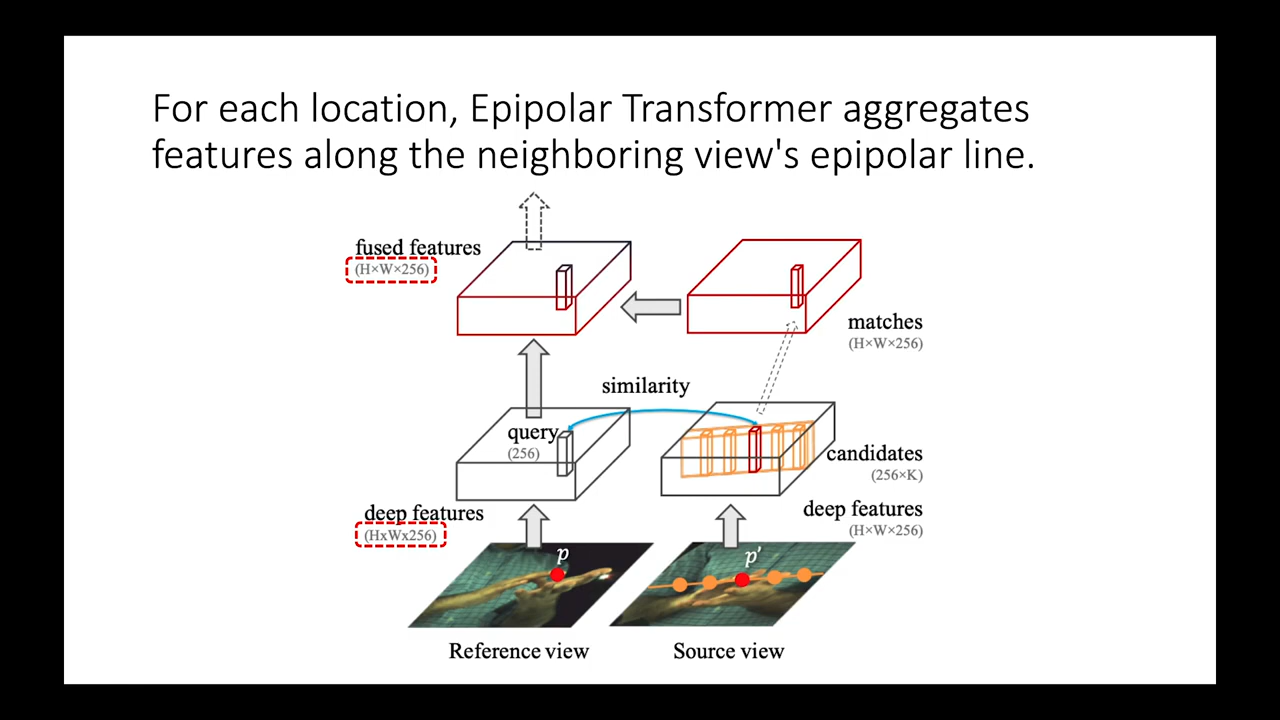 For each location, Epipolar Transformer aggregates
features along the neighboring view's epipolar line.
fused features
(H×W×256)
matches
(H×W×256)
similarity
query
(256)
candidates
(256×K)
deep features
(HxWx256)
deep features
(H×W×256)
p
p'
Reference view
Source view